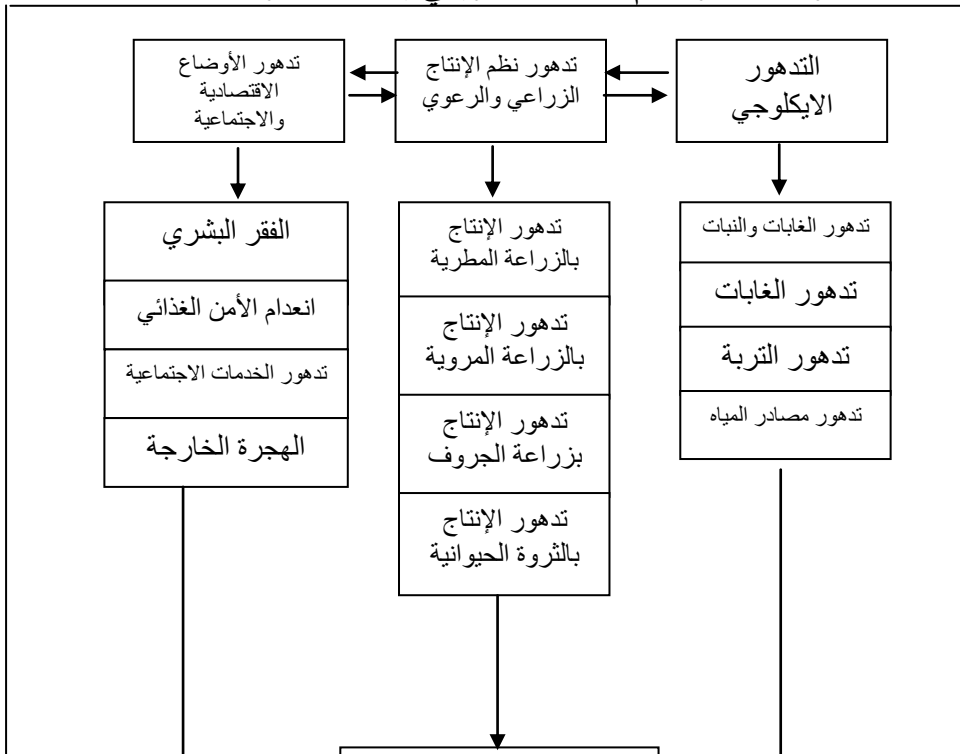 التدهور
الايكلوجي
تدهور نظم الإنتاج
الزراعي والرعوي
تدهور الأوضاع
الاقتصادية
والاجتماعية
تدهور الغابات والنبات
تدهور الغابات
تدهور التربة
تدهور مصادر المياه
تدهور الإنتاج
بالزراعة المطرية
تدهور الإنتاج
بالزراعة المروية
تدهور الإنتاج
بزراعة الجروف
تدهور الإنتاج
بالثروة الحيوانية
الفقر البشري
انعدام الأمن الغذائي
تدهور الخدمات الاجتماعية
الهجرة الخارجة